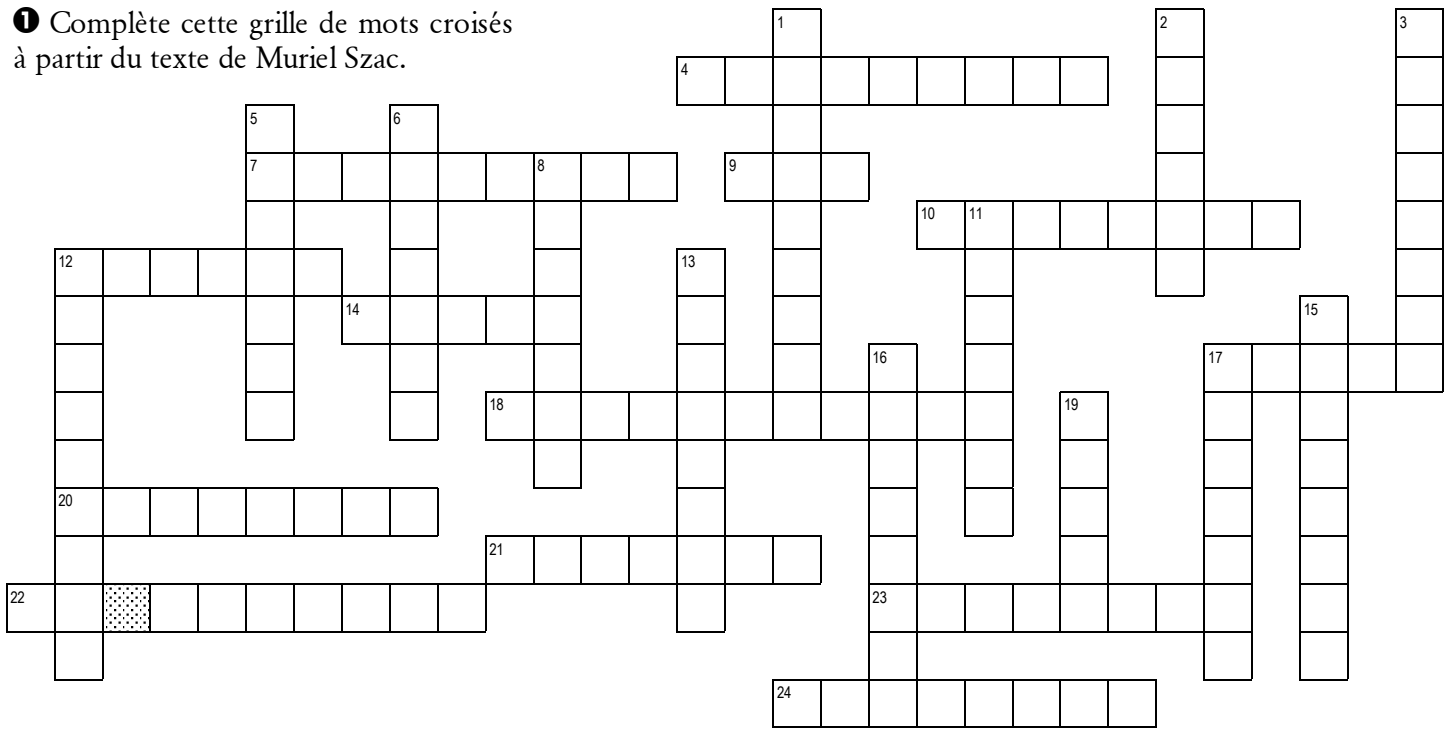 ❶ Complète cette grille de mots croisés
à partir du texte de Muriel Szac.
1 2 3
4
5 6
7 8 9
10 11
12 13
14 15
16 17
18 19
20
21
22 23
24